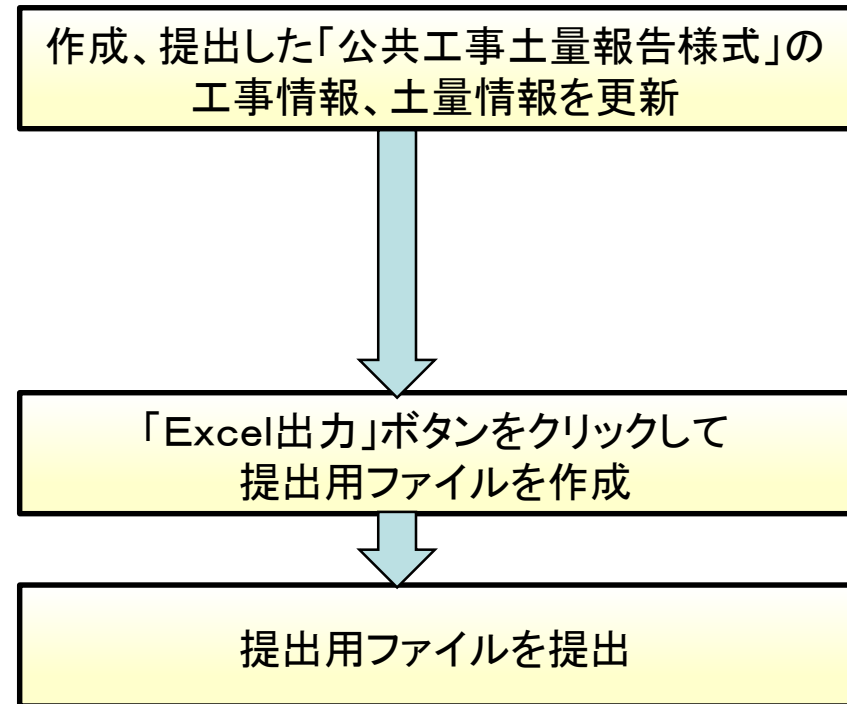 作成、提出した「公共工事土量報告様式」の
工事情報、土量情報を更新
「Excel出力」ボタンをクリックして
提出用ファイルを作成
提出用ファイルを提出